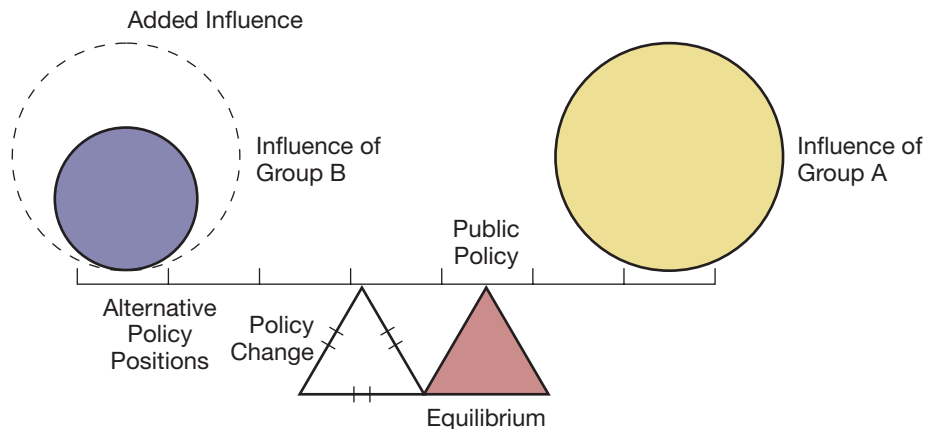 Added Influence
Influence of
Group B
Influence of
Group A
Public
Policy
Alternative
Policy
Positions
Policy
Change
Equilibrium